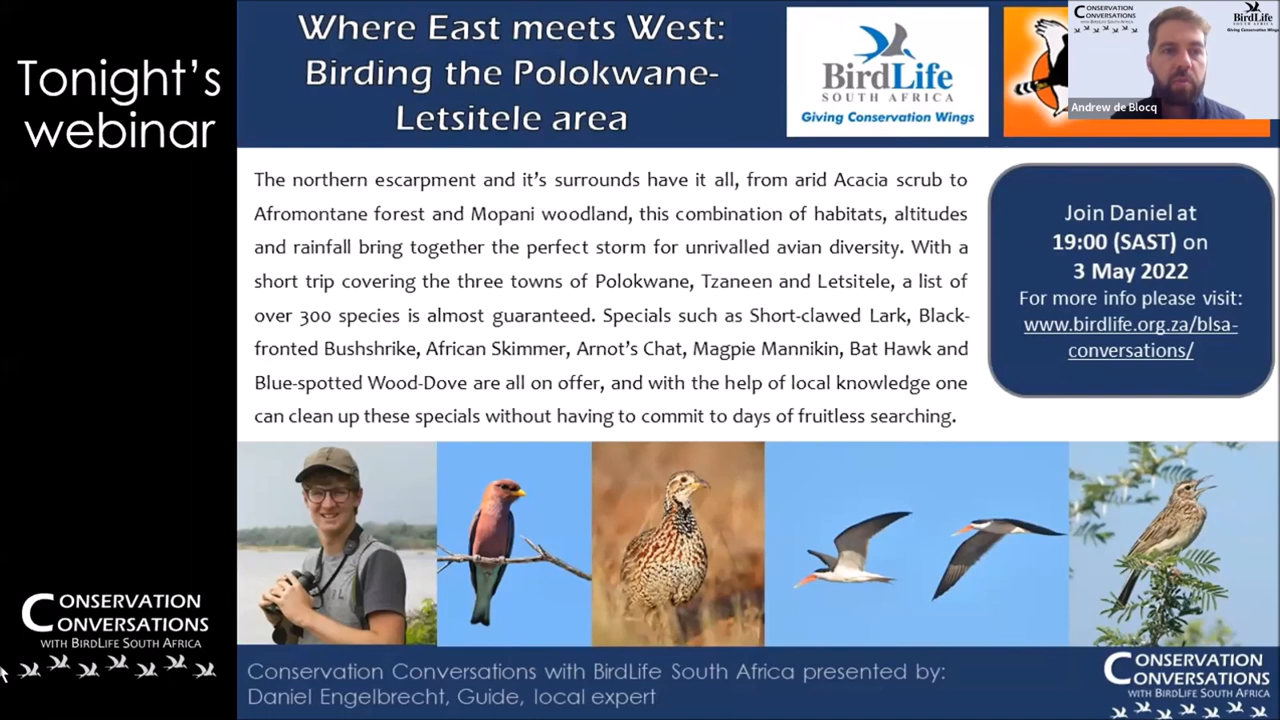 Tonight's
webinar
Where East meets West:
Birding the Polokwane-
Letsitele area
BirdLife
SOUTH AFRICA
Giving Conservation Wings
CONSERVATION
CONVERSATIONS
WITH BIRDLIFE SOUTH AFRICA
BirdLife
SOUTH AFRICA
Giving Conservation Wings
Andrew de Blocq
The northern escarpment and it's surrounds have it all, from arid Acacia scrub to
Afromontane forest and Mopani woodland, this combination of habitats, altitudes
and rainfall bring together the perfect storm for unrivalled avian diversity. With a
short trip covering the three towns of Polokwane, Tzaneen and Letsitele, a list of
over 300 species is almost guaranteed. Specials such as Short-clawed Lark, Black-
fronted Bushshrike, African Skimmer, Arnot's Chat, Magpie Mannikin, Bat Hawk and
Blue-spotted Wood-Dove are all on offer, and with the help of local knowledge one
can clean up these specials without having to commit to days of fruitless searching.
Join Daniel at
19:00 (SAST) on
3 May 2022
For more info please visit:
www.birdlife.org.za/blsa-
conversations/
CONSERVATION
CONVERSATIONS
WITH BIRDLIFE SOUTH AFRICA
Conservation Conversations with BirdLife South Africa presented by:
Daniel Engelbrecht, Guide, local expert
CONSERVATION
CONVERSATIONS
WITH BIRDLIFE SOUTH AFRICA